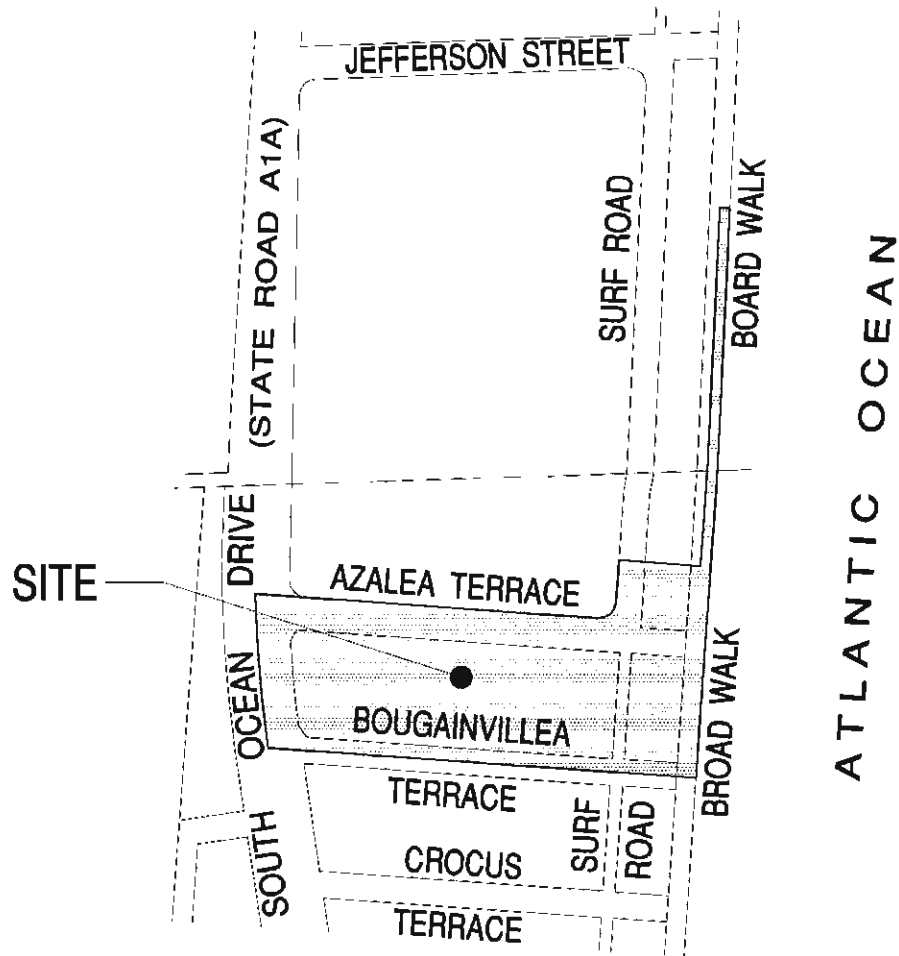 JEFFERSON STREET
(STATE ROAD A1A)
SURF ROAD
BOARD WALK
ATLANTIC OCEAN
SITE
AZALEA TERRACE
SOUTH OCEAN DRIVE
BROAD WALK
BOUGAINVILLEA
TERRACE
SURF ROAD
CROCUS
TERRACE